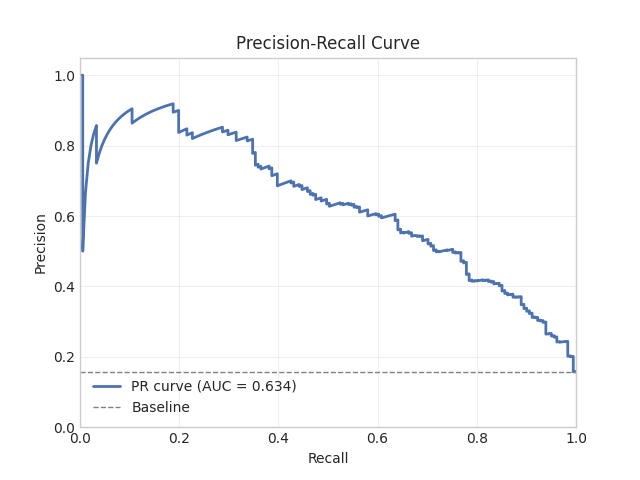 Precision-Recall Curve
1.0
0.8
0.6
0.4
0.2
0.0
Precision
PR curve (AUC = 0.634)
Baseline
0.0 0.2 0.4 0.6 0.8 1.0
Recall